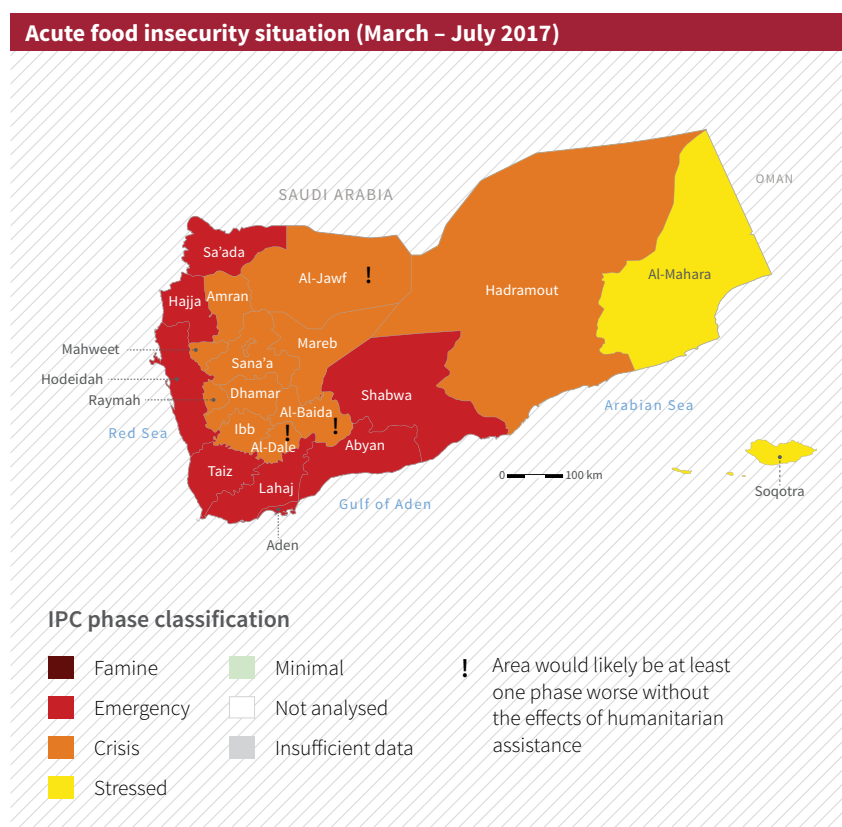 Acute food insecurity situation (March – July 2017)
SAUDI ARABIA
OMAN
Sa'ada
Al-Jawf
!
Al-Mahara
Hajja
Amran
Hadramout
Mahweet
Mareb
Sana'a
Hodeidah
Raymah
Dhamar
Shabwa
Al-Baida
!
Arabian Sea
Red Sea
Ibb
!
Al-Dale
Abyan
Taiz
Lahaj
0
100 km
Soqotra
Gulf of Aden
Aden
IPC phase classification
Famine
Emergency
Crisis
Stressed
Minimal
Not analysed
Insufficient data
!
Area would likely be at least
one phase worse without
the effects of humanitarian
assistance